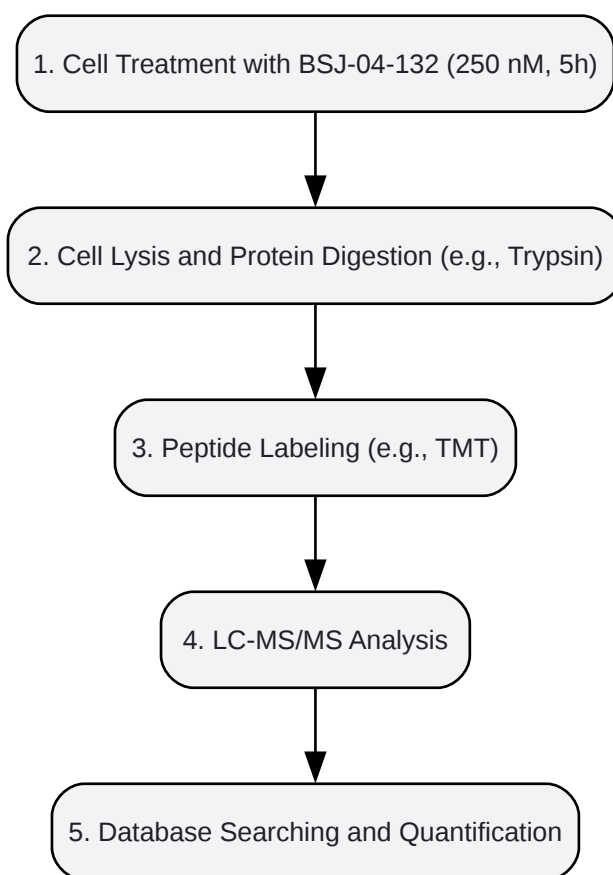 1. Cell Treatment with BSJ-04-132 (250 nM, 5h)
2. Cell Lysis and Protein Digestion (e.g., Trypsin)
3. Peptide Labeling (e.g., TMT)
4. LC-MS/MS Analysis
5. Database Searching and Quantification